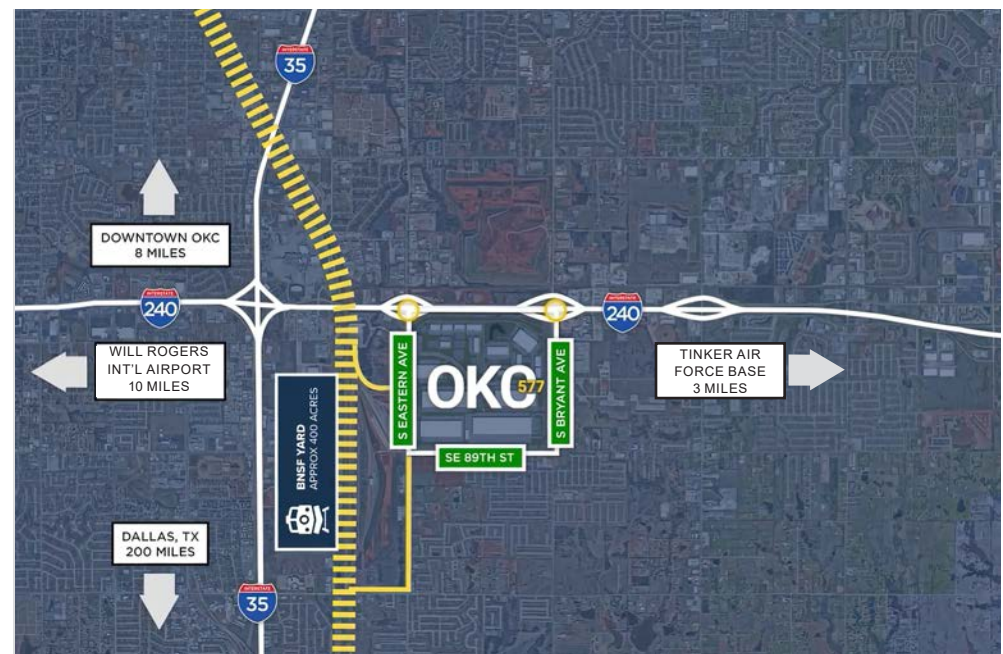 INTERSTATE
35
DOWNTOWN OKC
8 MILES
INTERSTATE
240
INTERSTATE
240
WILL ROGERS
INT'L AIRPORT
10 MILES
S EASTERN AVE
OKC
577
S BRYANT AVE
TINKER AIR
FORCE BASE
3 MILES
BNSF YARD
APPROX 400 ACRES
SE 89TH ST
DALLAS, TX
200 MILES
INTERSTATE
35